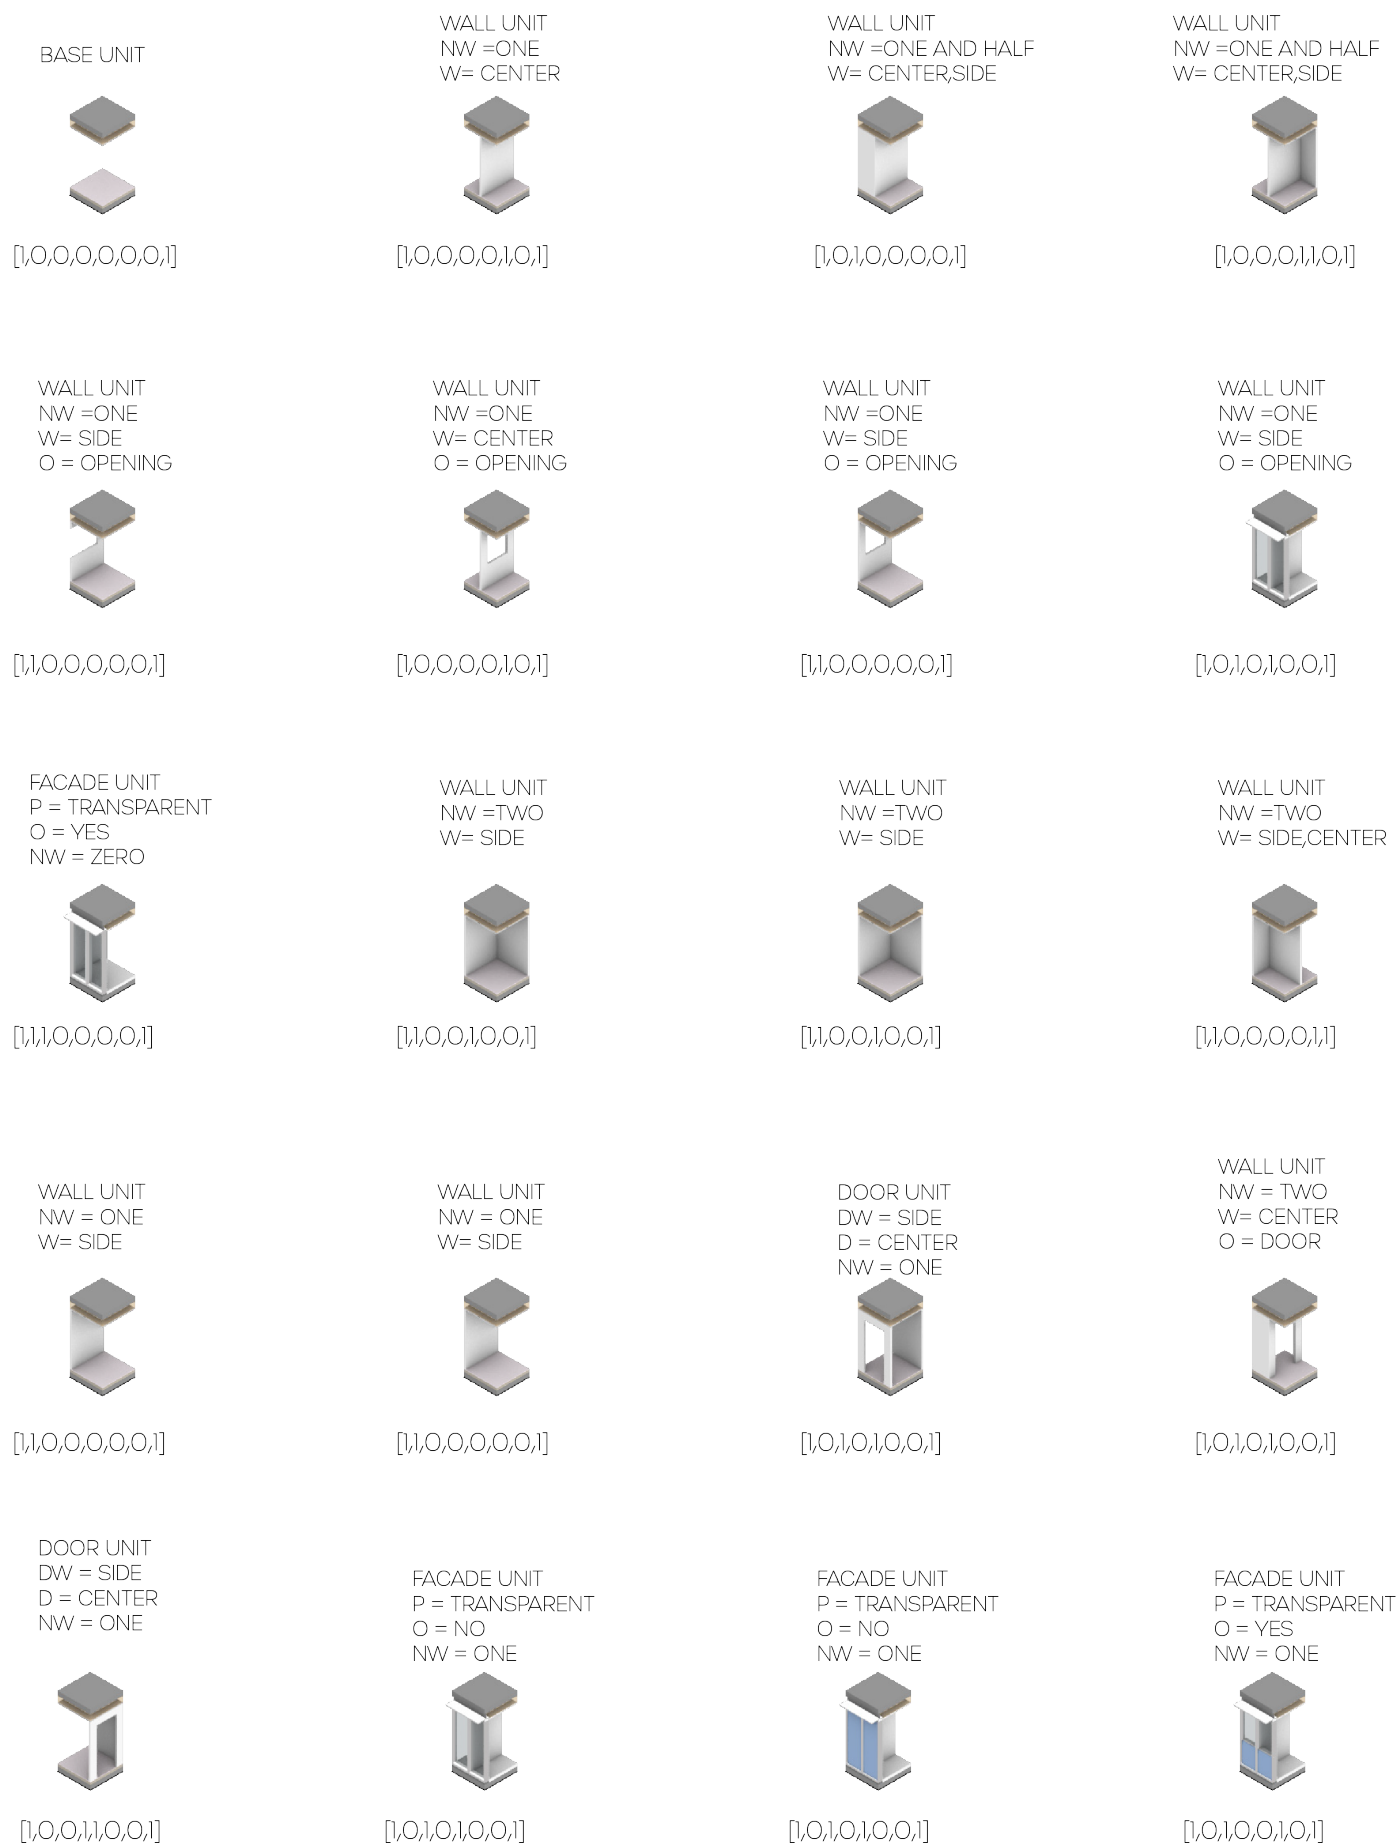 BASE UNIT
[1,0,0,0,0,0,0,1]
WALL UNIT
NW =ONE
W= CENTER
[1,0,0,0,0,1,0,1]
WALL UNIT
NW =ONE AND HALF
W= CENTER,SIDE
[1,0,1,0,0,0,0,1]
WALL UNIT
NW =ONE AND HALF
W= CENTER,SIDE
[1,0,0,0,1,1,0,1]
WALL UNIT
NW =ONE
W= SIDE
O = OPENING
[1,1,0,0,0,0,0,1]
WALL UNIT
NW =ONE
W= CENTER
O = OPENING
[1,0,0,0,0,1,0,1]
WALL UNIT
NW =ONE
W= SIDE
O = OPENING
[1,1,0,0,0,0,0,1]
WALL UNIT
NW =ONE
W= SIDE
O = OPENING
[1,0,1,0,1,0,0,1]
FACADE UNIT
P = TRANSPARENT
O = YES
NW = ZERO
[1,1,1,0,0,0,0,1]
WALL UNIT
NW =TWO
W= SIDE
[1,1,0,0,1,0,0,1]
WALL UNIT
NW =TWO
W= SIDE
[1,1,0,0,1,0,0,1]
WALL UNIT
NW =TWO
W= SIDE,CENTER
[1,1,0,0,0,0,1,1]
WALL UNIT
NW = ONE
W= SIDE
[1,1,0,0,0,0,0,1]
WALL UNIT
NW = ONE
W= SIDE
[1,1,0,0,0,0,0,1]
DOOR UNIT
DW = SIDE
D = CENTER
NW = ONE
[1,0,1,0,1,0,0,1]
WALL UNIT
NW = TWO
W= CENTER
O = DOOR
[1,0,1,0,1,0,0,1]
DOOR UNIT
DW = SIDE
D = CENTER
NW = ONE
[1,0,0,1,1,0,0,1]
FACADE UNIT
P = TRANSPARENT
O = NO
NW = ONE
[1,0,1,0,1,0,0,1]
FACADE UNIT
P = TRANSPARENT
O = NO
NW = ONE
[1,0,1,0,1,0,0,1]
FACADE UNIT
P = TRANSPARENT
O = YES
NW = ONE
[1,0,1,0,0,1,0,1]